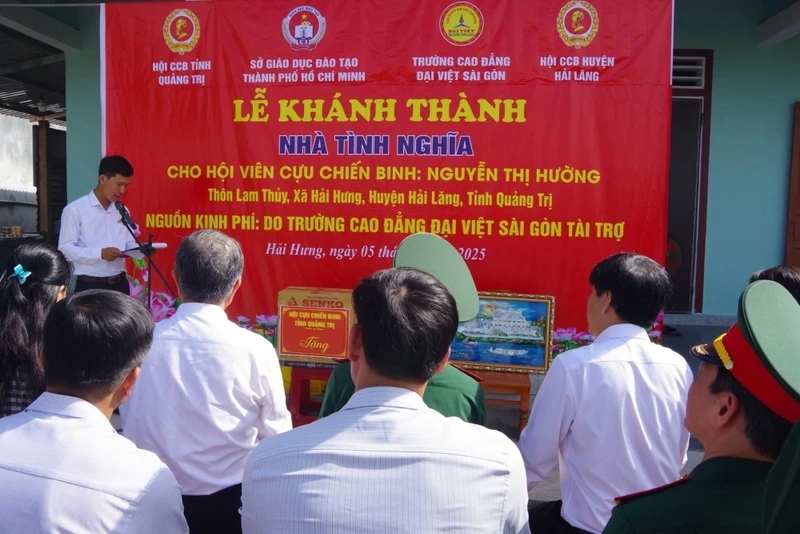 HỘI CCB TỈNH
QUẢNG TRỊ
SỞ GIÁO DỤC ĐÀO TẠO
THÀNH PHỐ HỒ CHÍ MINH
TRƯỜNG CAO ĐẲNG
ĐẠI VIỆT SÀI GÒN
HỘI CCB HUYỆN
HẢI LĂNG
LỄ KHÁNH THÀNH
NHÀ TÌNH NGHĨA
CHO HỘI VIÊN CỰU CHIẾN BINH: NGUYỄN THỊ HƯỜNG
Thôn Lam Thủy, Xã Hải Hưng, Huyện Hải Lăng, Tỉnh Quảng Trị
NGUỒN KINH PHÍ: DO TRƯỜNG CAO ĐẲNG ĐẠI VIỆT SÀI GÒN TÀI TRỢ
Hải Hưng, ngày 05 2025
SENKO
HỘI CỰU CHIẾN BINH
TỈNH QUẢNG TRỊ
Tặng